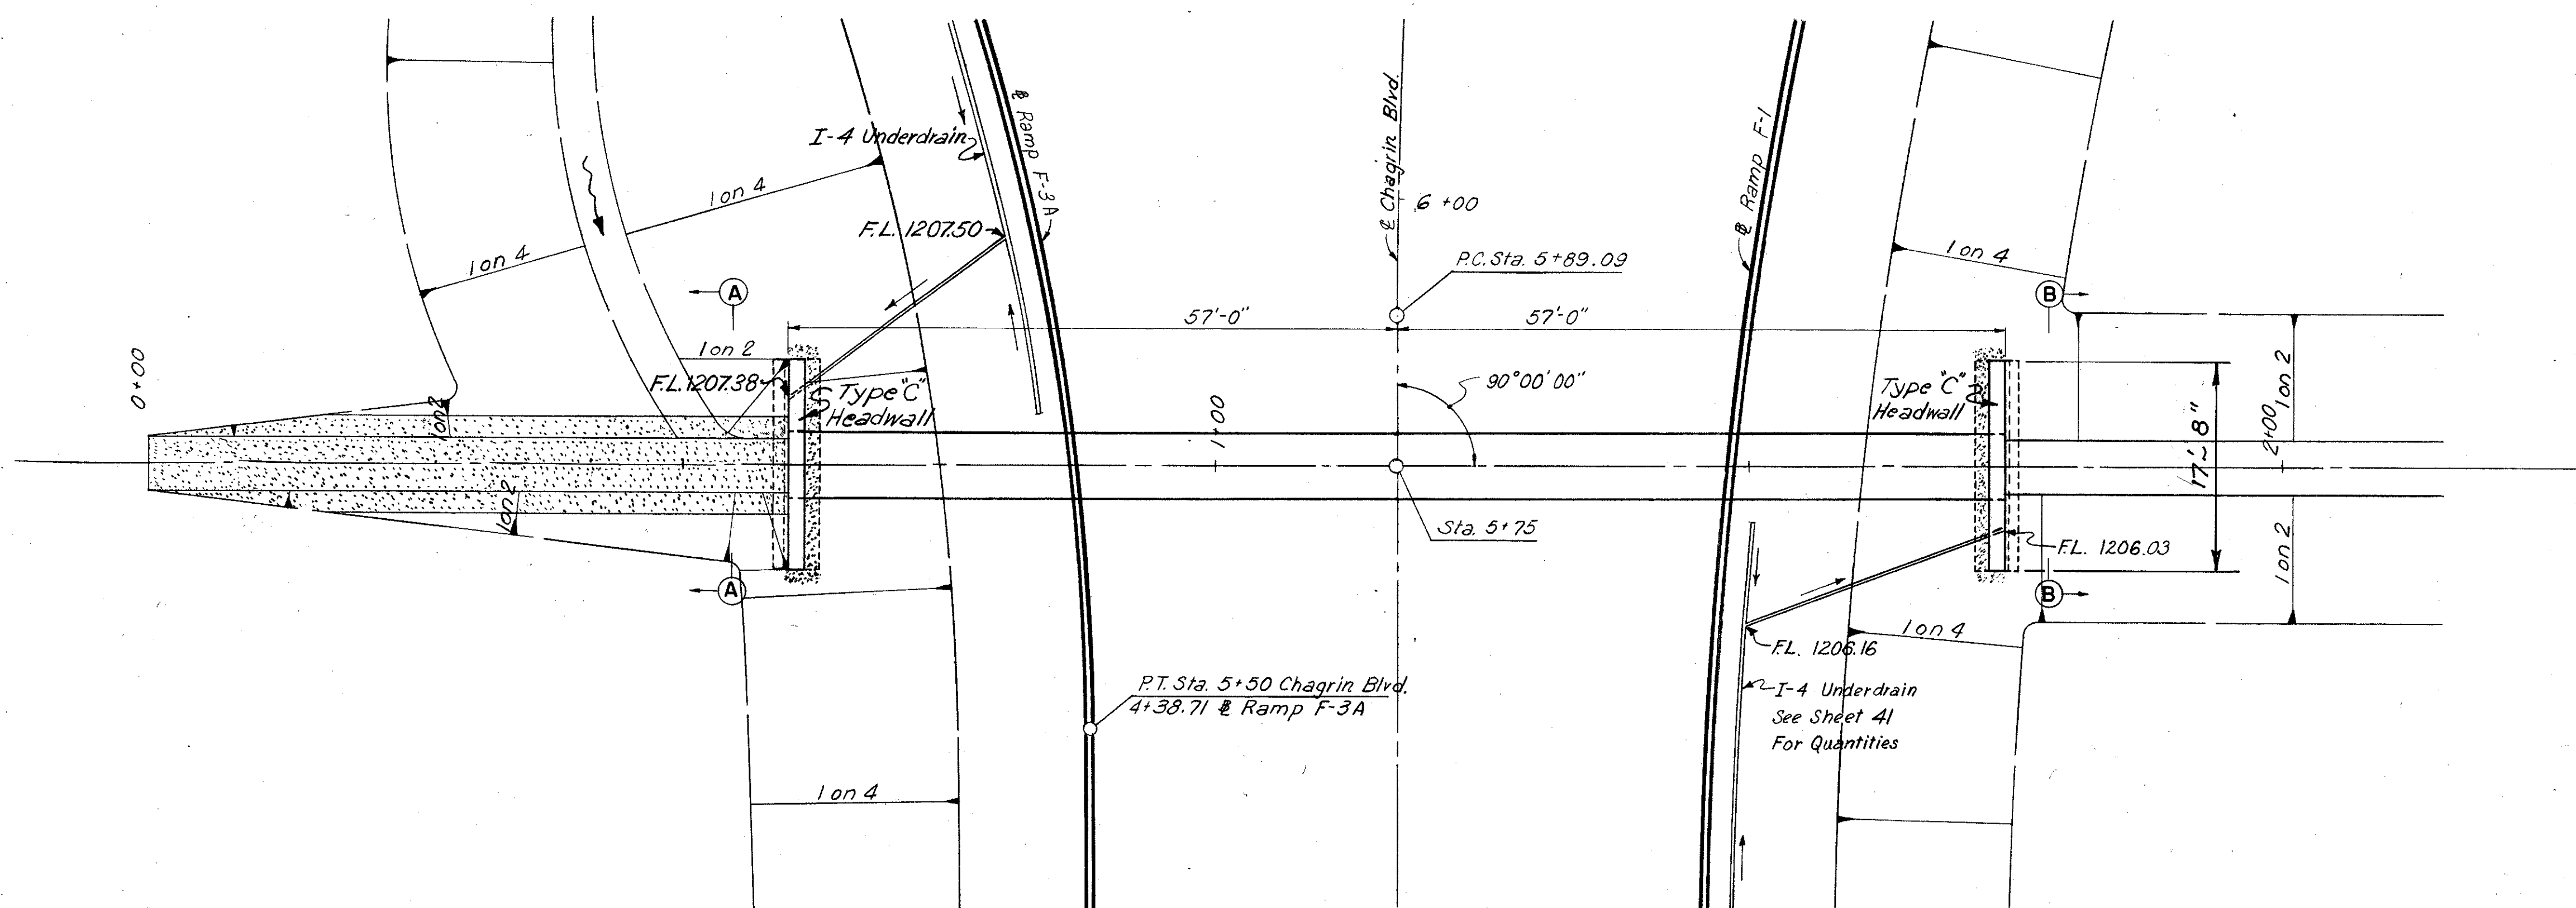 I-4 Underdrain
℄ Ramp F-3A
1 on 4
F.L. 1207.50
1 on 4
A
0+00
1 on 2
F.L. 1207.38
Type "C"
Headwall
1 on 2
1 on 2
A
1 on 4
57'-0"
57'-0"
℄ Chagrin Blvd.
6+00
P.C. Sta. 5+89.09
90°00'00"
1+00
Sta. 5+75
P.T. Sta. 5+50 Chagrin Blvd.
4+38.71 ℄ Ramp F-3A
℄ Ramp F-1
1 on 4
B
Type "C"
Headwall
17'-8"
2+00
1 on 2
1 on 2
F.L. 1206.03
B
1 on 4
F.L. 1206.16
I-4 Underdrain
See Sheet 41
For Quantities